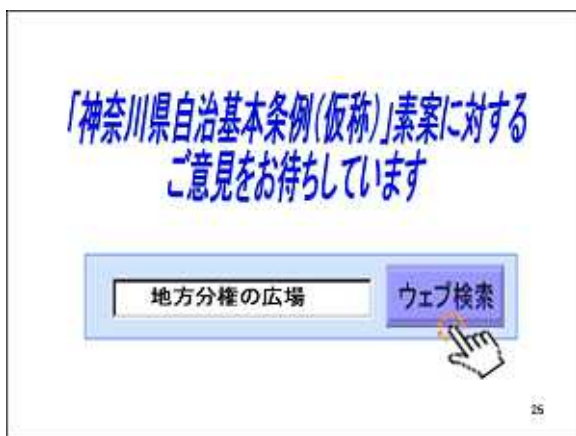 「神奈川県自治基本条例(仮称)」素案に対する
ご意見をお待ちしています
地方分権の広場
ウェブ検索
25